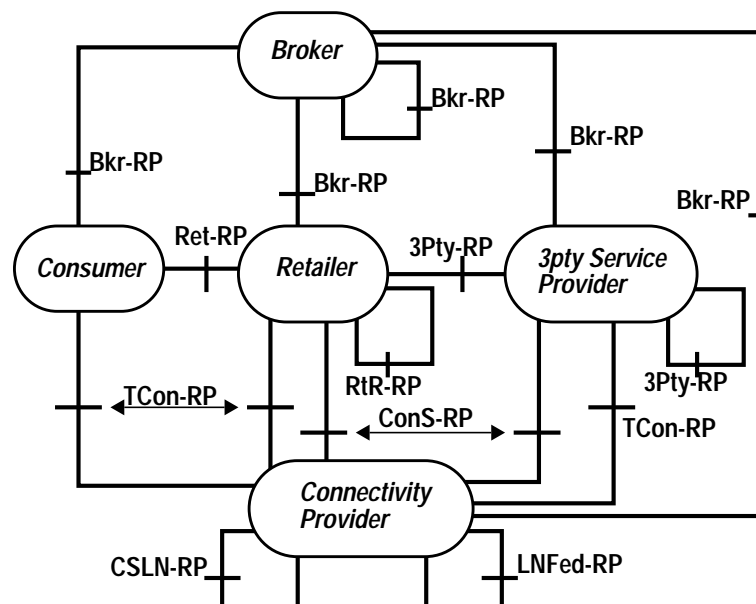 Broker
Bkr-RP
Bkr-RP
Bkr-RP
Bkr-RP
Bkr-RP
Ret-RP
3Pty-RP
Consumer
Retailer
3pty Service
Provider
RtR-RP
3Pty-RP
TCon-RP
ConS-RP
TCon-RP
Connectivity
Provider
CSLN-RP
LNFed-RP